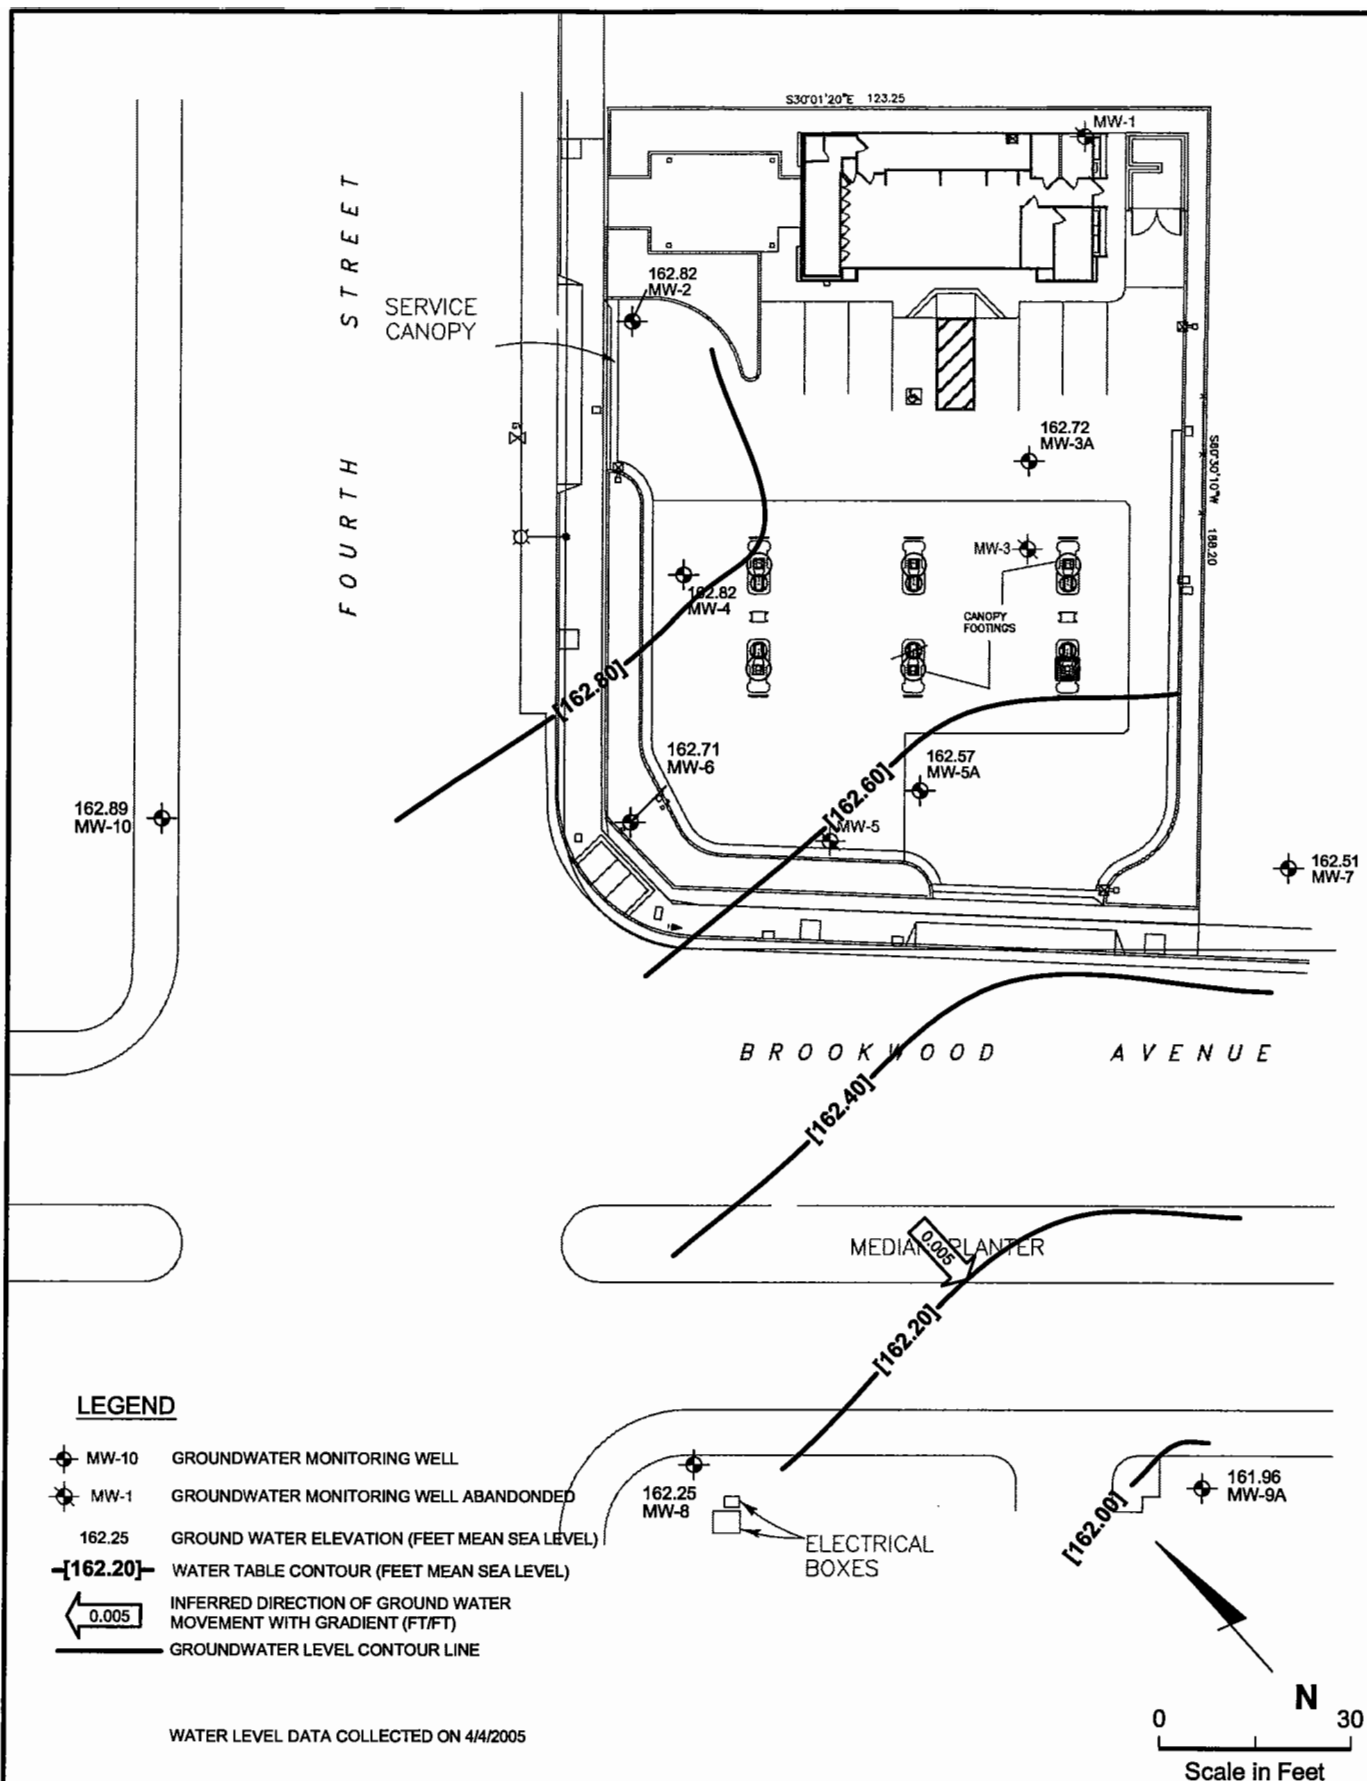 S30°01'20"E 123.25
MW-1
FOURTH STREET
162.82
MW-2
SERVICE
CANOPY
162.72
MW-3A
188.20
MW-3
162.82
MW-4
CANOPY
FOOTINGS
[162.80]
162.71
MW-6
162.57
MW-5A
[162.60]
MW-5
162.89
MW-10
162.51
MW-7
BROOKWOOD AVENUE
[162.40]
MEDIAN PLANTER
0.005
[162.20]
162.25
MW-8
161.96
MW-9A
[162.00]
ELECTRICAL
BOXES
LEGEND
MW-10 GROUNDWATER MONITORING WELL
MW-1 GROUNDWATER MONITORING WELL ABANDONDED
162.25 GROUND WATER ELEVATION (FEET MEAN SEA LEVEL)
[162.20] WATER TABLE CONTOUR (FEET MEAN SEA LEVEL)
0.005 INFERRED DIRECTION OF GROUND WATER
MOVEMENT WITH GRADIENT (FT/FT)
GROUNDWATER LEVEL CONTOUR LINE
WATER LEVEL DATA COLLECTED ON 4/4/2005
N
0 30
Scale in Feet